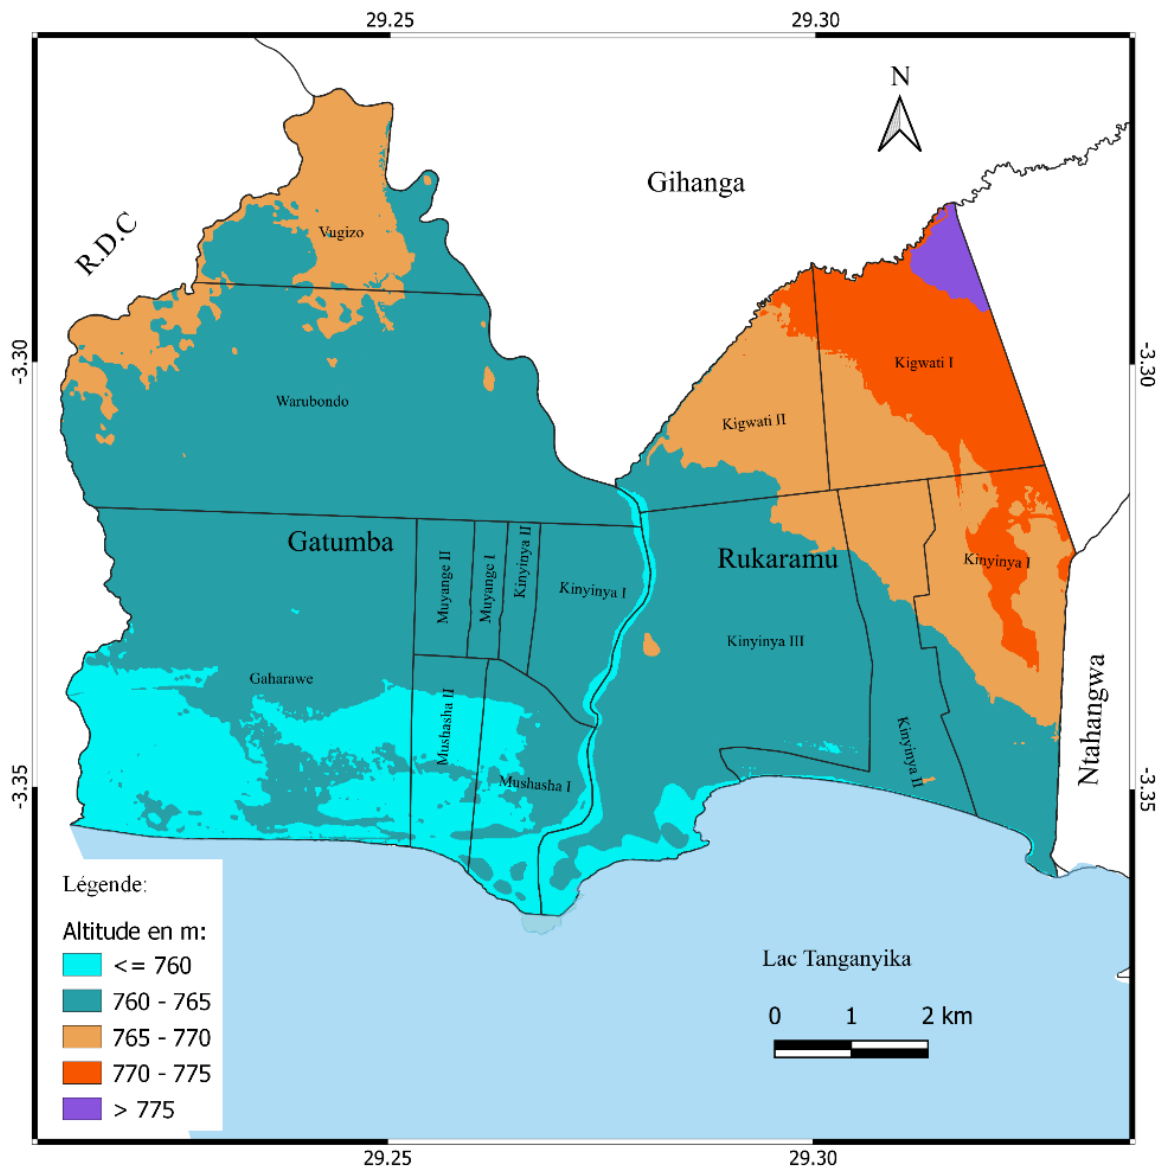 29.25
29.30
N
Gihanga
R.D.C
Vugizo
-3.30
-3.30
Kigwati I
Warubondo
Kigwati II
Gatumba
Rukaramu
Muyange II
Muyange I
Kinyinya II
Kinyinya I
Kinyinya I
Kinyinya III
Gaharawe
Mushasha II
Mushasha I
Kinyinya II
Ntahangwa
-3.35
-3.35
Légende:
Altitude en m:
<= 760
760 - 765
765 - 770
770 - 775
> 775
Lac Tanganyika
0 1 2 km
29.25
29.30